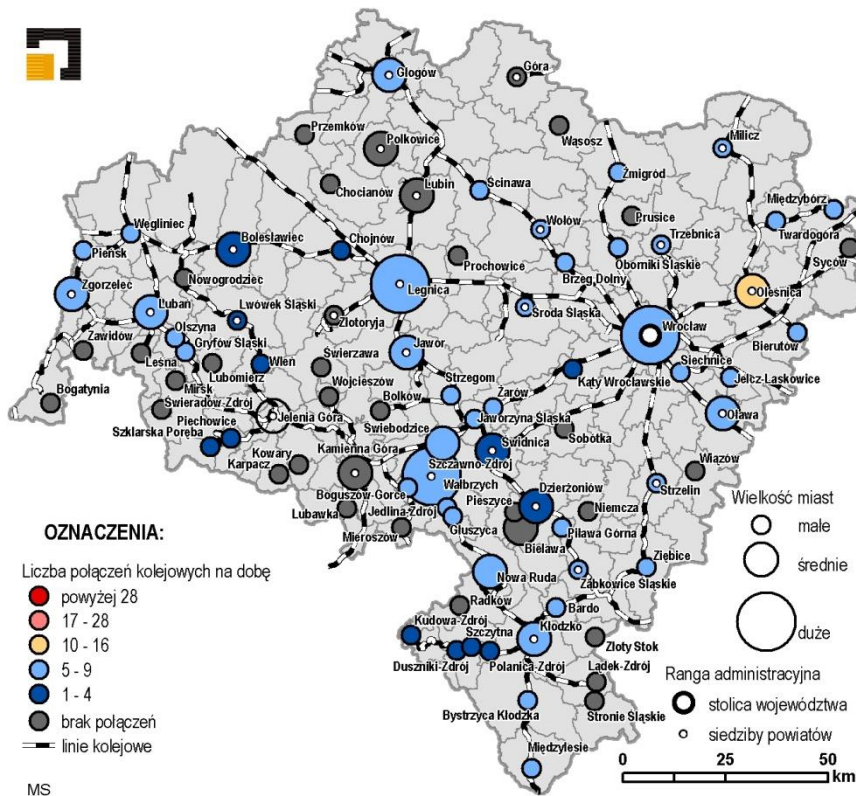 Głogów
Góra
Przemków
Polkowice
Wąsosz
Milicz
Chocianów
Lubin
Ścinawa
Żmigród
Międzybórz
Węgliniec
Bolesławiec
Chojnów
Wołów
Prusice
Trzebnica
Twardogóra
Pieńsk
Nowogrodziec
Prochowice
Brzeg Dolny
Oborniki Śląskie
Syców
Zgorzelec
Legnica
Oleśnica
Lubań
Lwówek Śląski
Złotoryja
Środa Śląska
Wrocław
Zawidów
Olszyna
Jawor
Bierutów
Leśna
Gryfów Śląski
Wleń
Świerzawa
Siechnice
Mirsk
Lubomierz
Wojcieszów
Strzegom
Żarów
Kąty Wrocławskie
Jelcz-Laskowice
Bogatynia
Świeradów-Zdrój
Bolków
Piechowice
Jelenia Góra
Świebodzice
Jaworzyna Śląska
Oława
Szklarska Poręba
Świdnica
Sobótka
Kamienna Góra
Kowary
Szczawno-Zdrój
Wiązów
Karpacz
Wałbrzych
Dzierżoniów
Boguszów-Gorce
Pieszyce
Strzelin
Lubawka
Jedlina-Zdrój
Niemcza
Głuszyca
Piława Górna
Mieroszów
Bielawa
Ziębice
Nowa Ruda
Ząbkowice Śląskie
Radków
Bardo
Kudowa-Zdrój
Szczytna
Kłodzko
Złoty Stok
Duszniki-Zdrój
Polanica-Zdrój
Lądek-Zdrój
Bystrzyca Kłodzka
Stronie Śląskie
Międzylesie
OZNACZENIA:
Liczba połączeń kolejowych na dobę
powyżej 28
17 - 28
10 - 16
5 - 9
1 - 4
brak połączeń
linie kolejowe
MS
Wielkość miast
małe
średnie
duże
Ranga administracyjna
stolica województwa
siedziby powiatów
0 25 50
km